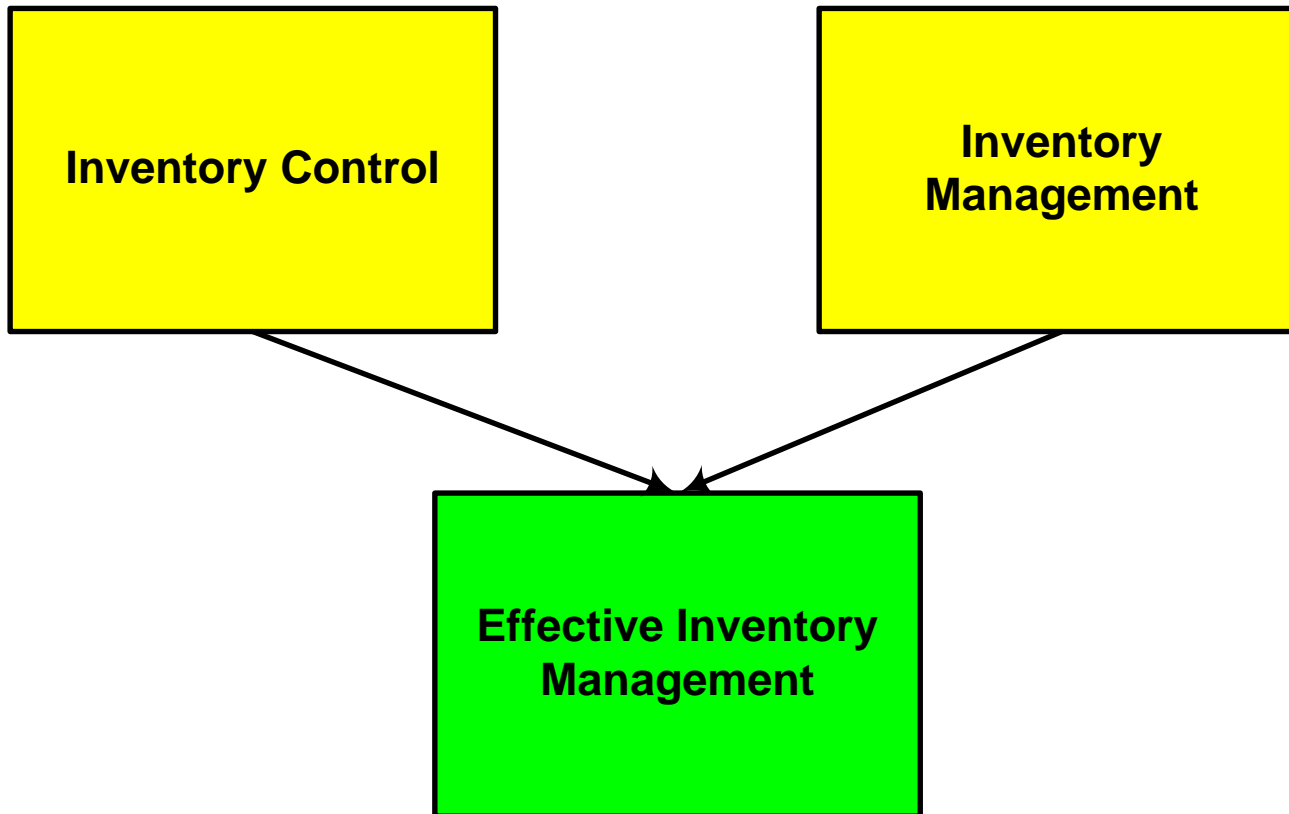 Inventory Control
Inventory
Management
Effective Inventory
Management